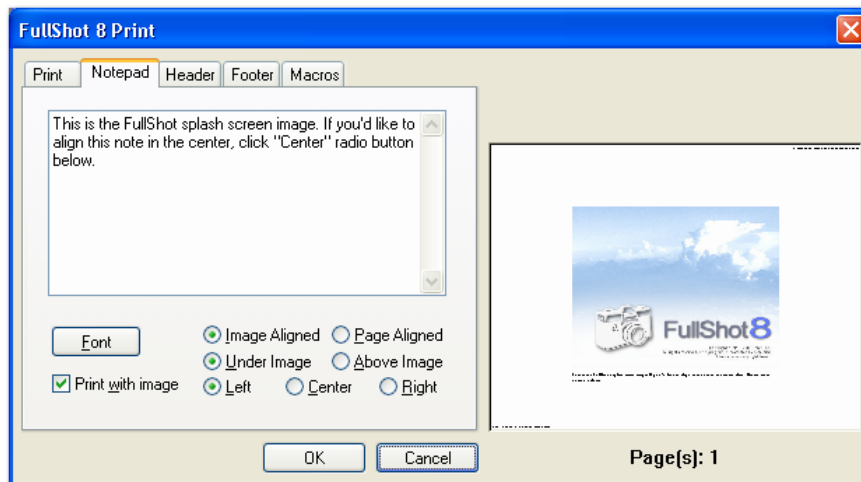 FullShot 8 Print
Print Notepad Header Footer Macros
This is the FullShot splash screen image. If you'd like to
align this note in the center, click "Center" radio button
below.
FullShot8
Font
Image Aligned Page Aligned
Under Image Above Image
Print with image
Left Center Right
OK Cancel
Page(s): 1